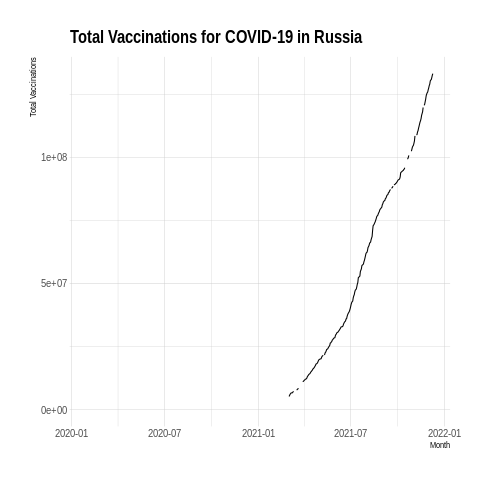 Total Vaccinations for COVID-19 in Russia
Total Vaccinations
1e+08
5e+07
0e+00
2020-01 2020-07 2021-01 2021-07 2022-01
Month